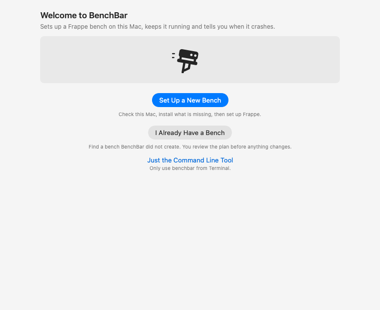 Welcome to BenchBar
Sets up a Frappe bench on this Mac, keeps it running and tells you when it crashes.
Set Up a New Bench
Check this Mac, install what is missing, then set up Frappe.
I Already Have a Bench
Find a bench BenchBar did not create. You review the plan before anything changes.
Just the Command Line Tool
Only use benchbar from Terminal.